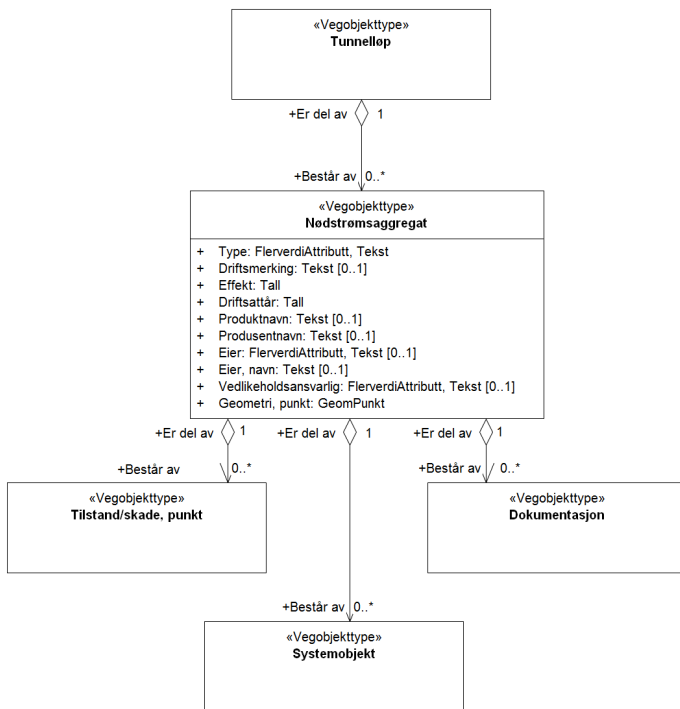 «Vegobjekttype»
Tunnelløp
+Er del av 1
+Består av 0..*
«Vegobjekttype»
Nødstrømsaggregat
+ Type: FlerverdiAttributt, Tekst
+ Driftsmerking: Tekst [0..1]
+ Effekt: Tall
+ Driftsattår: Tall
+ Produktnavn: Tekst [0..1]
+ Produsentnavn: Tekst [0..1]
+ Eier: FlerverdiAttributt, Tekst [0..1]
+ Eier, navn: Tekst [0..1]
+ Vedlikeholdsansvarlig: FlerverdiAttributt, Tekst [0..1]
+ Geometri, punkt: GeomPunkt
+Er del av 1 +Er del av 1 +Er del av 1
+Består av 0..* +Består av 0..*
«Vegobjekttype»
Tilstand/skade, punkt
«Vegobjekttype»
Dokumentasjon
+Består av 0..*
«Vegobjekttype»
Systemobjekt